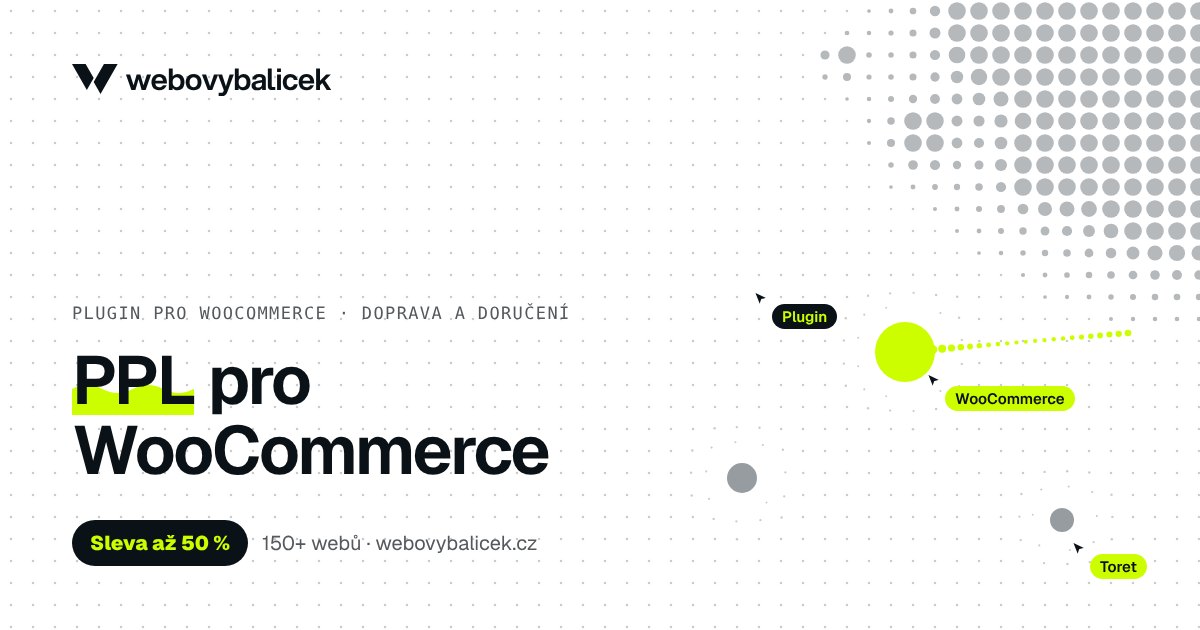 webovybalicek
PLUGIN PRO WOOCOMMERCE · DOPRAVA A DORUČENÍ
PPL pro
WooCommerce
Sleva až 50 % 150+ webů · webovybalicek.cz
Plugin
WooCommerce
Toret